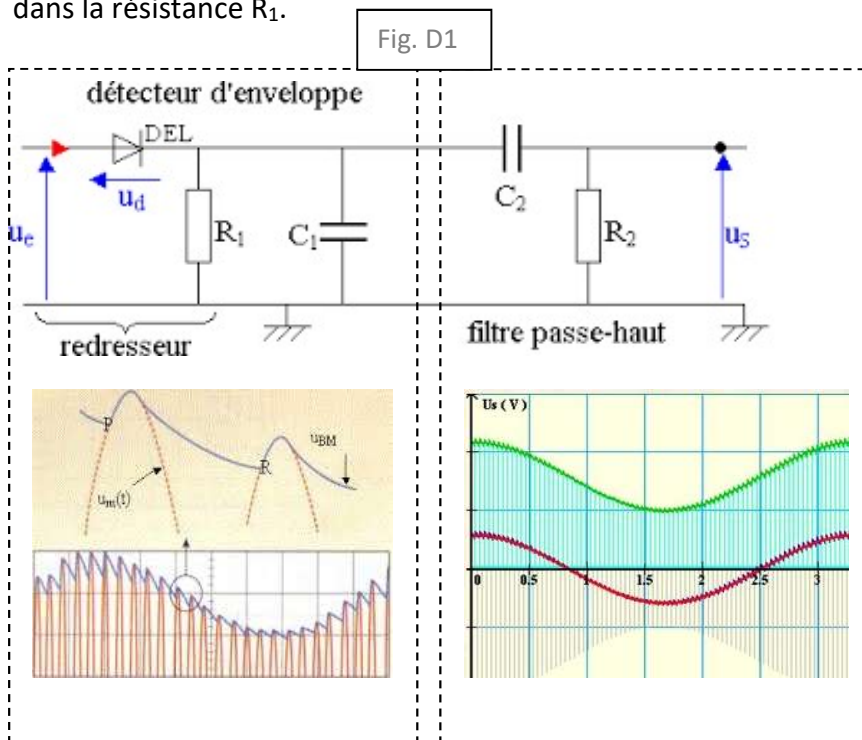 dans la résistance R₁.
Fig. D1
détecteur d'enveloppe
DEL
u_d
u_e
R₁
C₁
C₂
R₂
u_S
redresseur
filtre passe-haut
P
R
u_BM
u_m(t)
Us ( V )
0 0.5 1 1.5 2 2.5 3